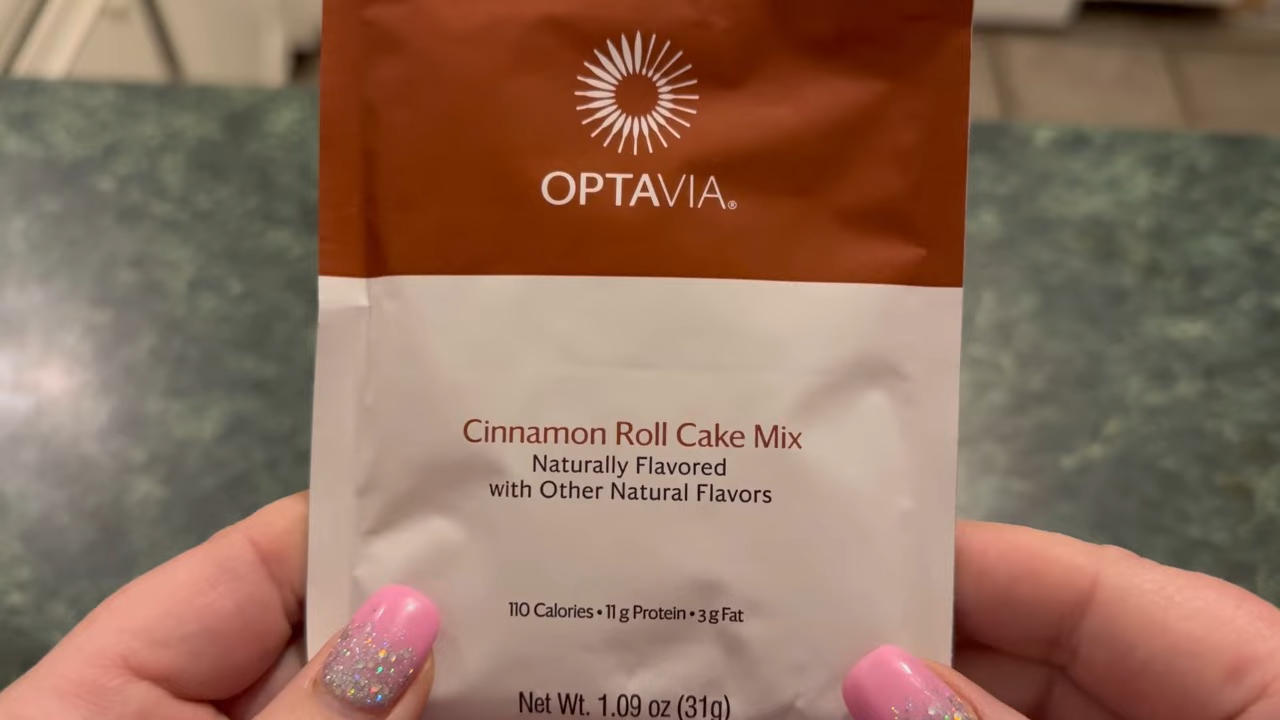 OPTAVIA®
Cinnamon Roll Cake Mix
Naturally Flavored
with Other Natural Flavors
110 Calories • 11 g Protein • 3 g Fat
Net Wt. 1.09 oz (31g)